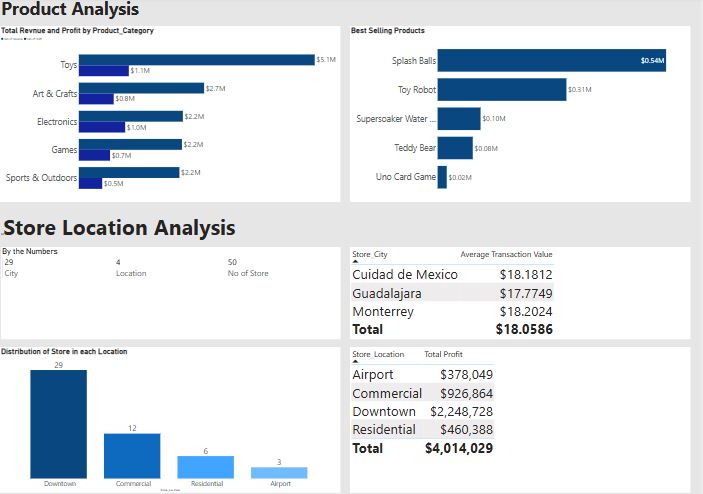 Product Analysis
Total Revnue and Profit by Product_Category
Toys
$5.1M
$1.1M
Art & Crafts
$2.7M
$0.8M
Electronics
$2.2M
$1.0M
Games
$2.2M
$0.7M
Sports & Outdoors
$2.2M
$0.5M
Best Selling Products
Splash Balls
$0.54M
Toy Robot
$0.31M
Supersoaker Water ...
$0.10M
Teddy Bear
$0.08M
Uno Card Game
$0.02M
Store Location Analysis
By the Numbers
29 4 50
City Location No of Store
Store_City Average Transaction Value
Cuidad de Mexico $18.1812
Guadalajara $17.7749
Monterrey $18.2024
Total $18.0586
Distribution of Store in each Location
29
12
6
3
Downtown Commercial Residential Airport
Store_Location Total Profit
Airport $378,049
Commercial $926,864
Downtown $2,248,728
Residential $460,388
Total $4,014,029